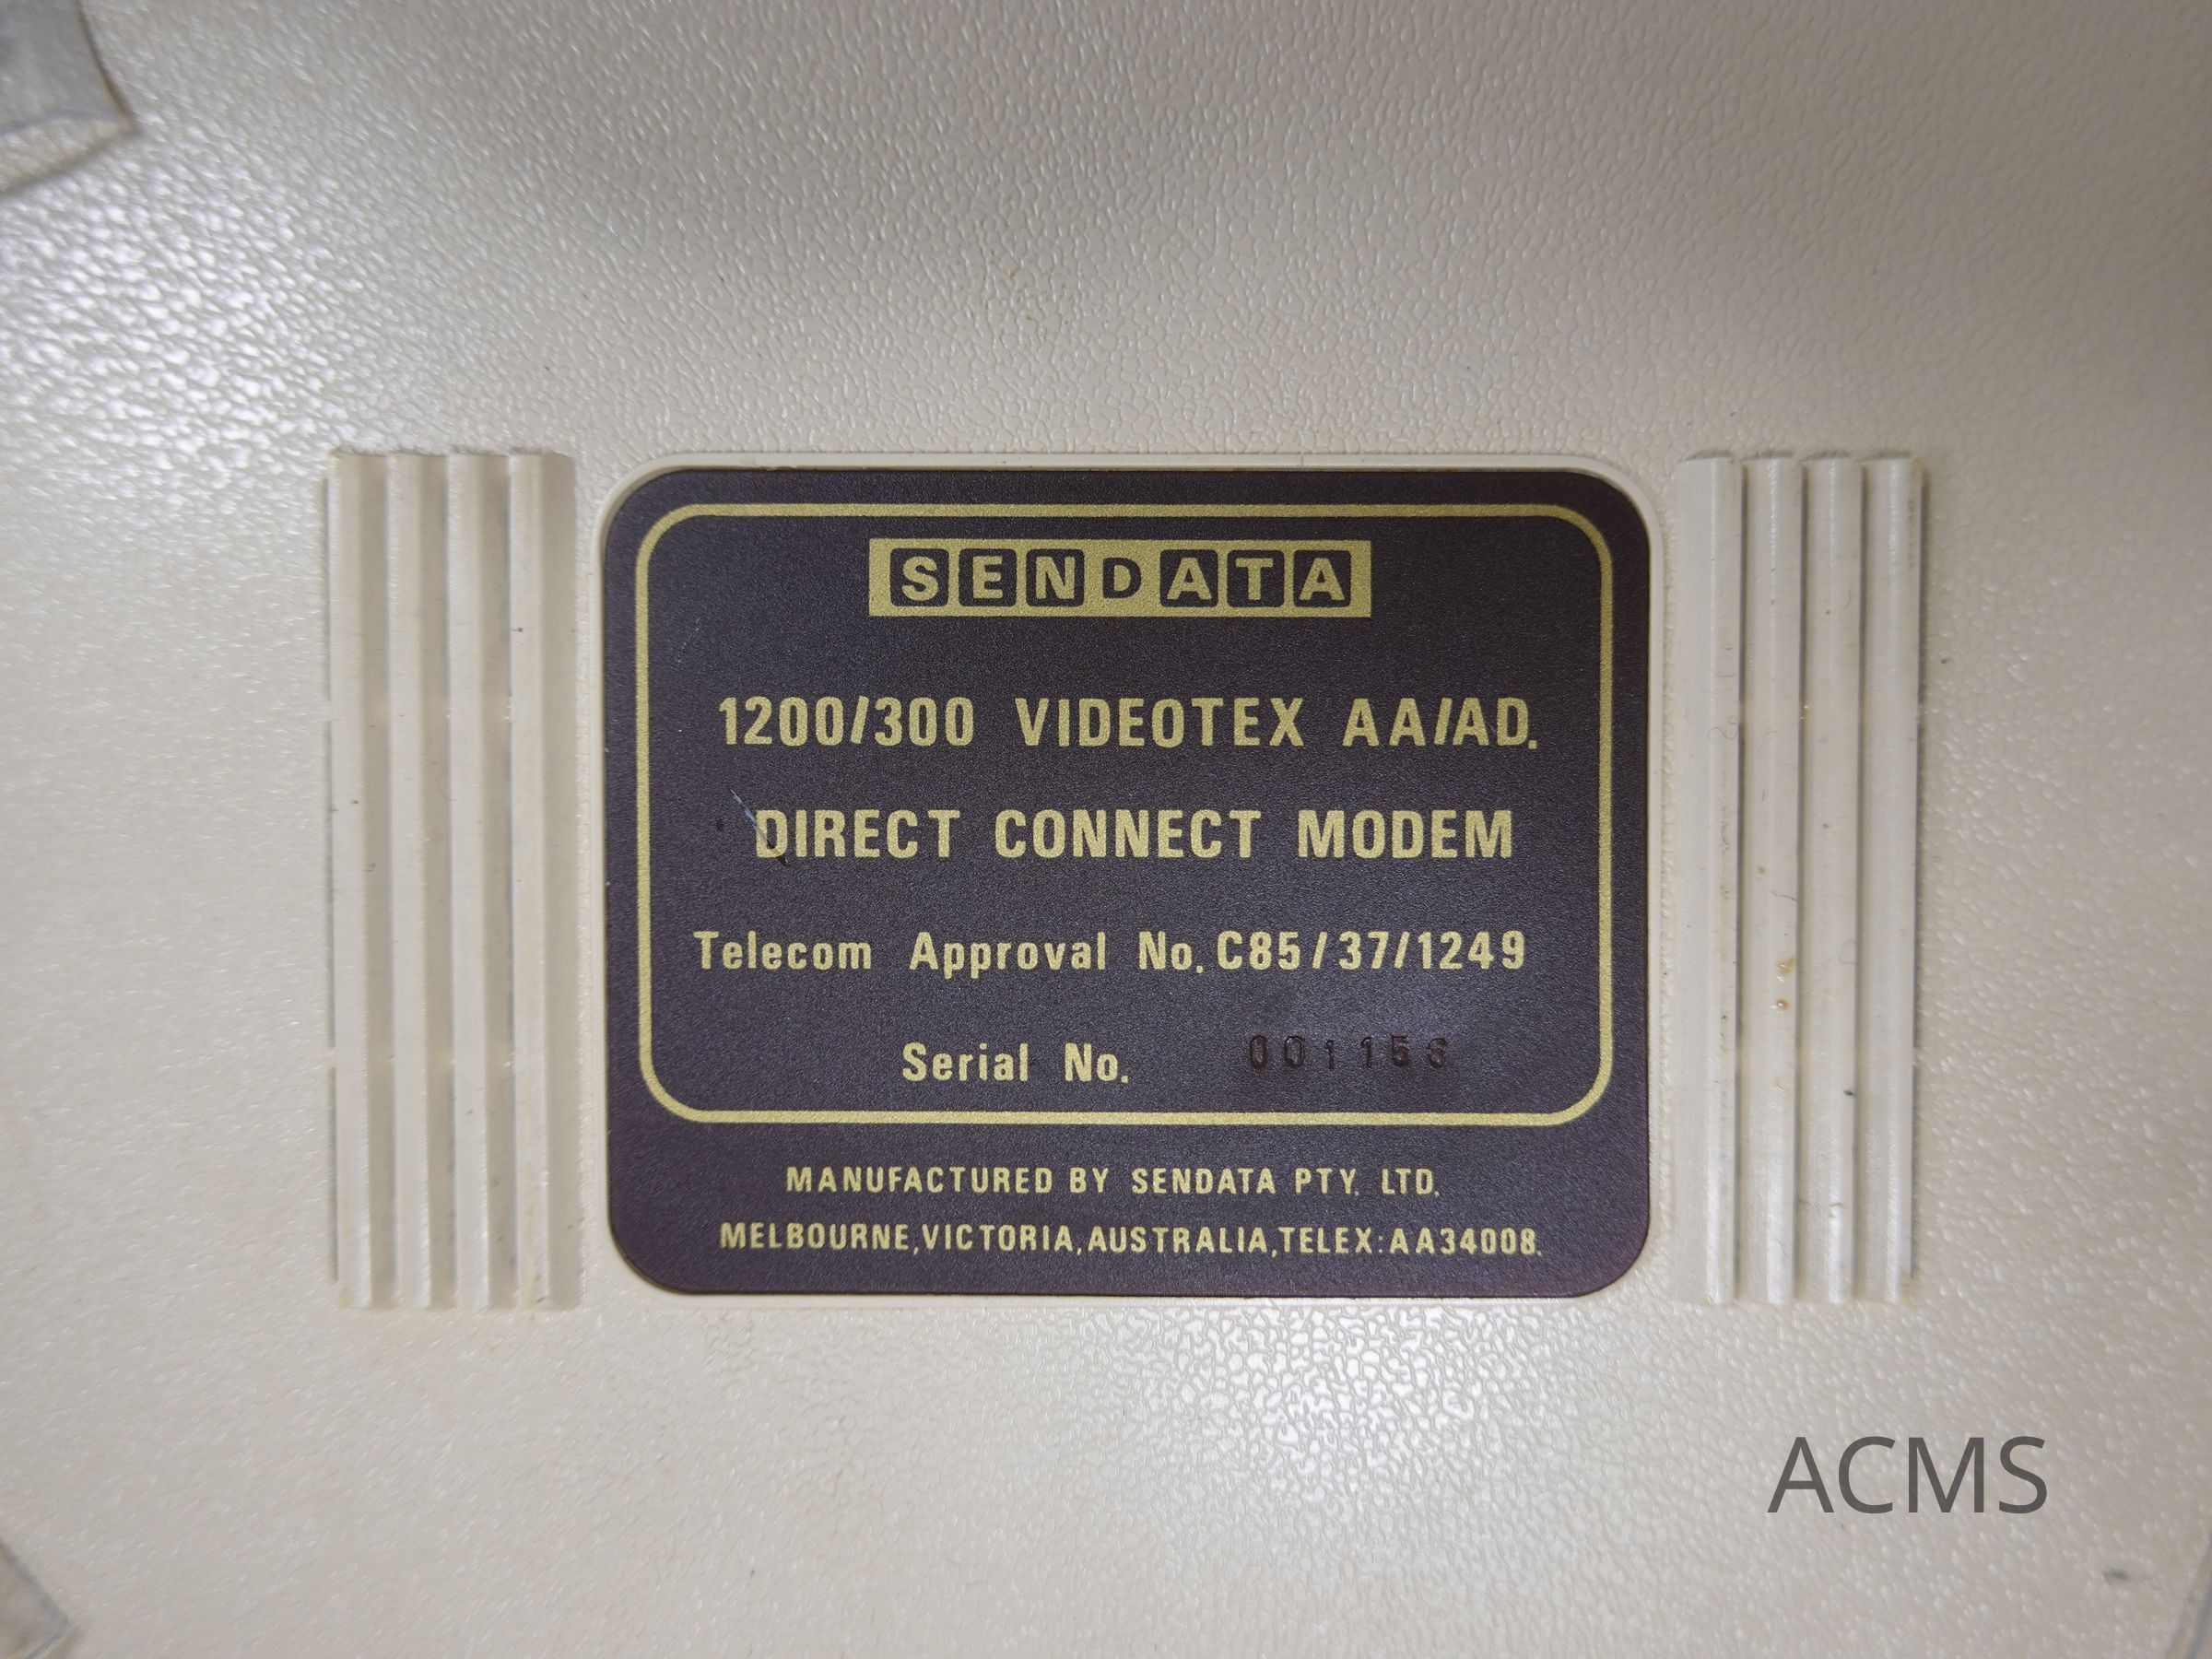 SENDATA
1200/300 VIDEOTEX AA/AD.
DIRECT CONNECT MODEM
Telecom Approval No. C85/37/1249
Serial No. 001156
MANUFACTURED BY SENDATA PTY. LTD.
MELBOURNE, VICTORIA, AUSTRALIA, TELEX: AA34008.
ACMS